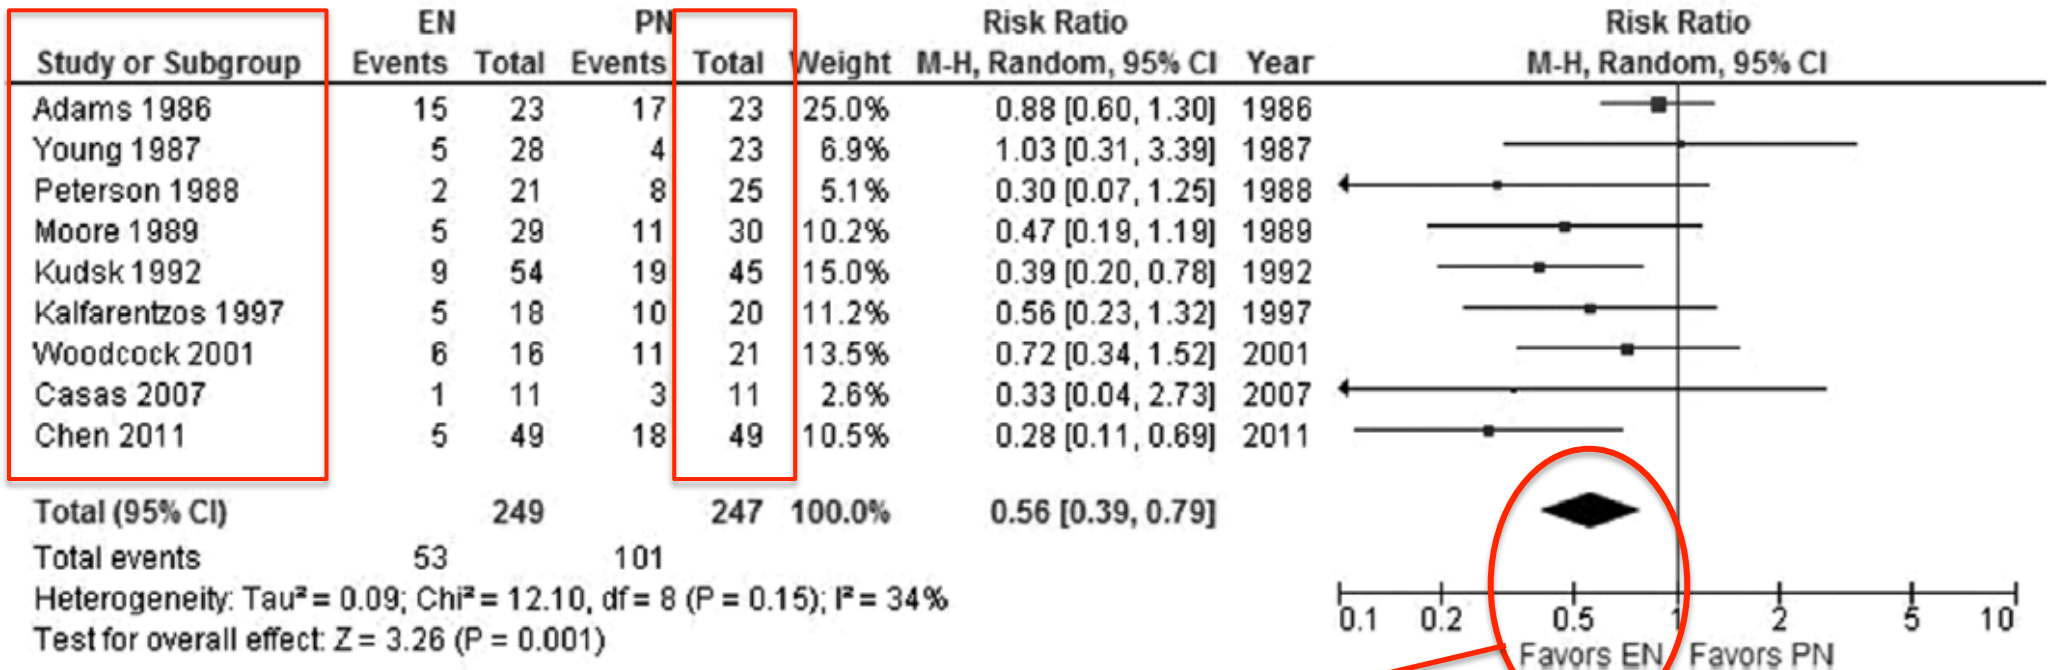 EN PN Risk Ratio Risk Ratio
Study or Subgroup Events Total Events Total Weight M-H, Random, 95% CI Year M-H, Random, 95% CI
Adams 1986 15 23 17 23 25.0% 0.88 [0.60, 1.30] 1986
Young 1987 5 28 4 23 6.9% 1.03 [0.31, 3.39] 1987
Peterson 1988 2 21 8 25 5.1% 0.30 [0.07, 1.25] 1988
Moore 1989 5 29 11 30 10.2% 0.47 [0.19, 1.19] 1989
Kudsk 1992 9 54 19 45 15.0% 0.39 [0.20, 0.78] 1992
Kalfarentzos 1997 5 18 10 20 11.2% 0.56 [0.23, 1.32] 1997
Woodcock 2001 6 16 11 21 13.5% 0.72 [0.34, 1.52] 2001
Casas 2007 1 11 3 11 2.6% 0.33 [0.04, 2.73] 2007
Chen 2011 5 49 18 49 10.5% 0.28 [0.11, 0.69] 2011
Total (95% CI) 249 247 100.0% 0.56 [0.39, 0.79]
Total events 53 101
Heterogeneity: Tau² = 0.09; Chi² = 12.10, df = 8 (P = 0.15); I² = 34%
Test for overall effect: Z = 3.26 (P = 0.001)
0.1 0.2 0.5 1 2 5 10
Favors EN Favors PN